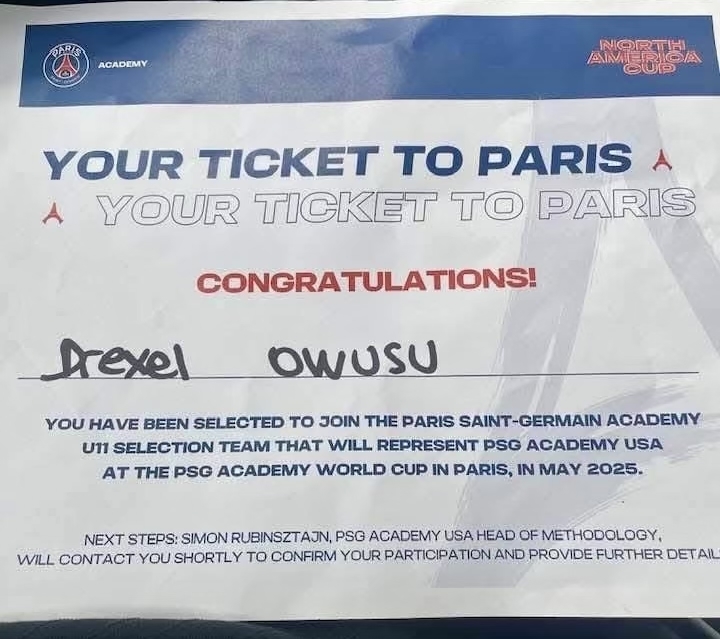 PARIS
SAINT-GERMAIN
ACADEMY
NORTH
AMERICA
CUP
YOUR TICKET TO PARIS
YOUR TICKET TO PARIS
CONGRATULATIONS!
Drexel OWUSU
YOU HAVE BEEN SELECTED TO JOIN THE PARIS SAINT-GERMAIN ACADEMY
U11 SELECTION TEAM THAT WILL REPRESENT PSG ACADEMY USA
AT THE PSG ACADEMY WORLD CUP IN PARIS, IN MAY 2025.
NEXT STEPS: SIMON RUBINSZTAJN, PSG ACADEMY USA HEAD OF METHODOLOGY,
WILL CONTACT YOU SHORTLY TO CONFIRM YOUR PARTICIPATION AND PROVIDE FURTHER DETAIL